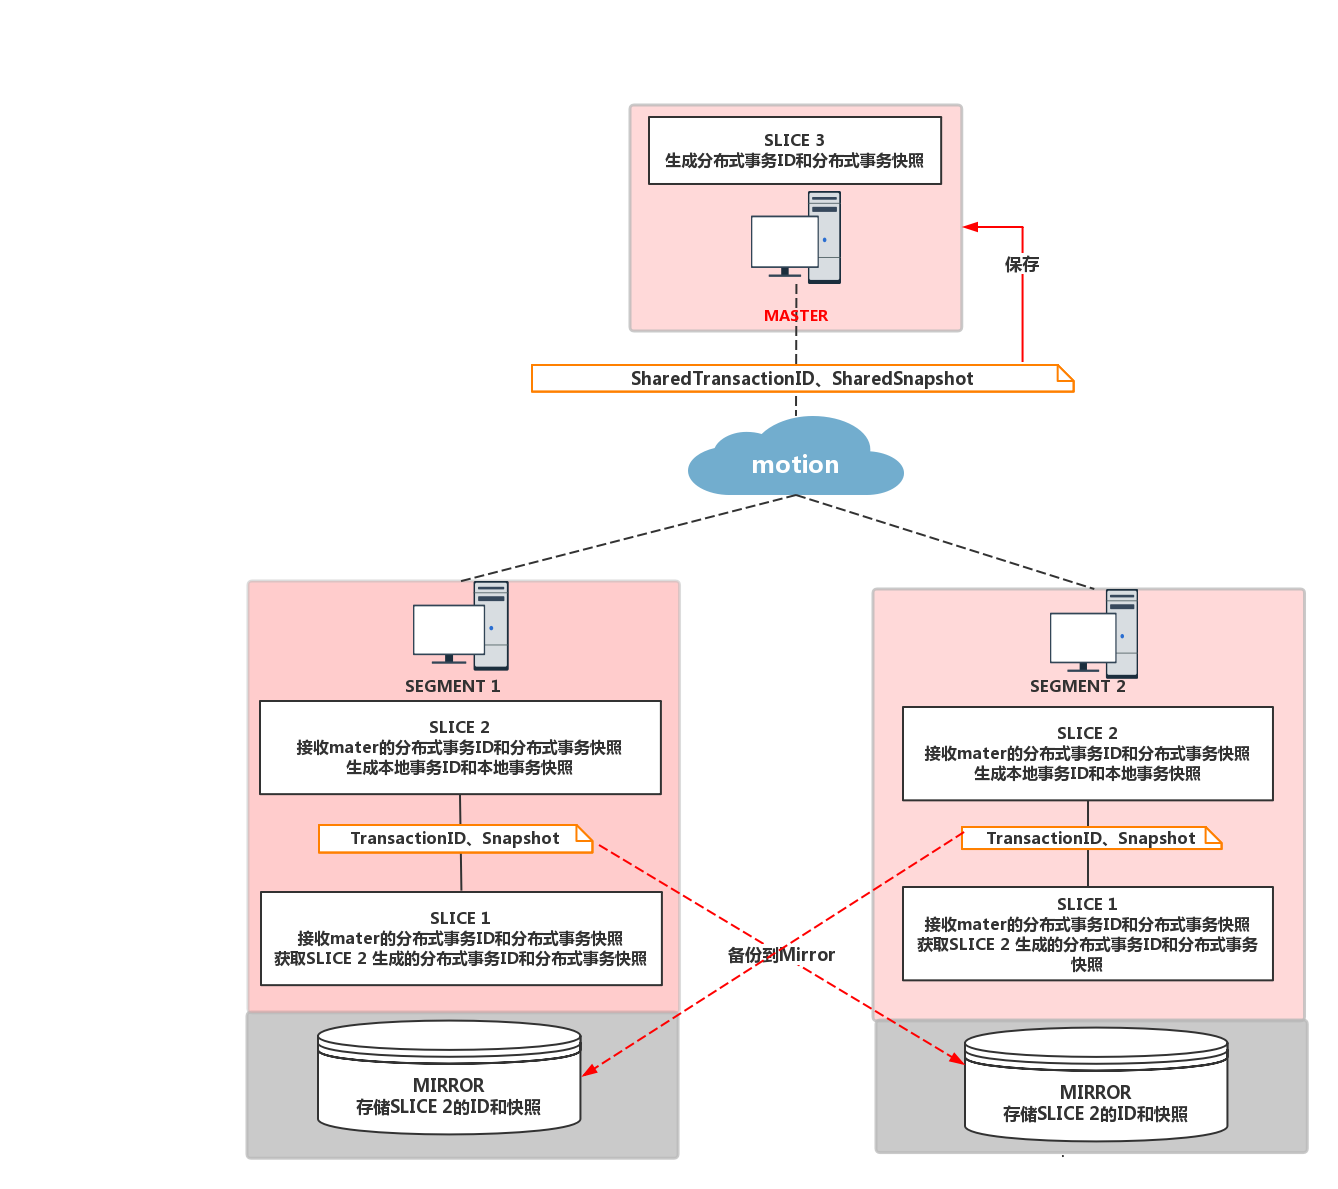 SLICE 3
生成分布式事务ID和分布式事务快照
MASTER
保存
SharedTransactionID、SharedSnapshot
motion
SEGMENT 1
SLICE 2
接收mater的分布式事务ID和分布式事务快照
生成本地事务ID和本地事务快照
TransactionID、Snapshot
SLICE 1
接收mater的分布式事务ID和分布式事务快照
获取SLICE 2 生成的分布式事务ID和分布式事务快照
MIRROR
存储SLICE 2的ID和快照
备份到Mirror
SEGMENT 2
SLICE 2
接收mater的分布式事务ID和分布式事务快照
生成本地事务ID和本地事务快照
TransactionID、Snapshot
SLICE 1
接收mater的分布式事务ID和分布式事务快照
获取SLICE 2 生成的分布式事务ID和分布式事务
快照
MIRROR
存储SLICE 2的ID和快照